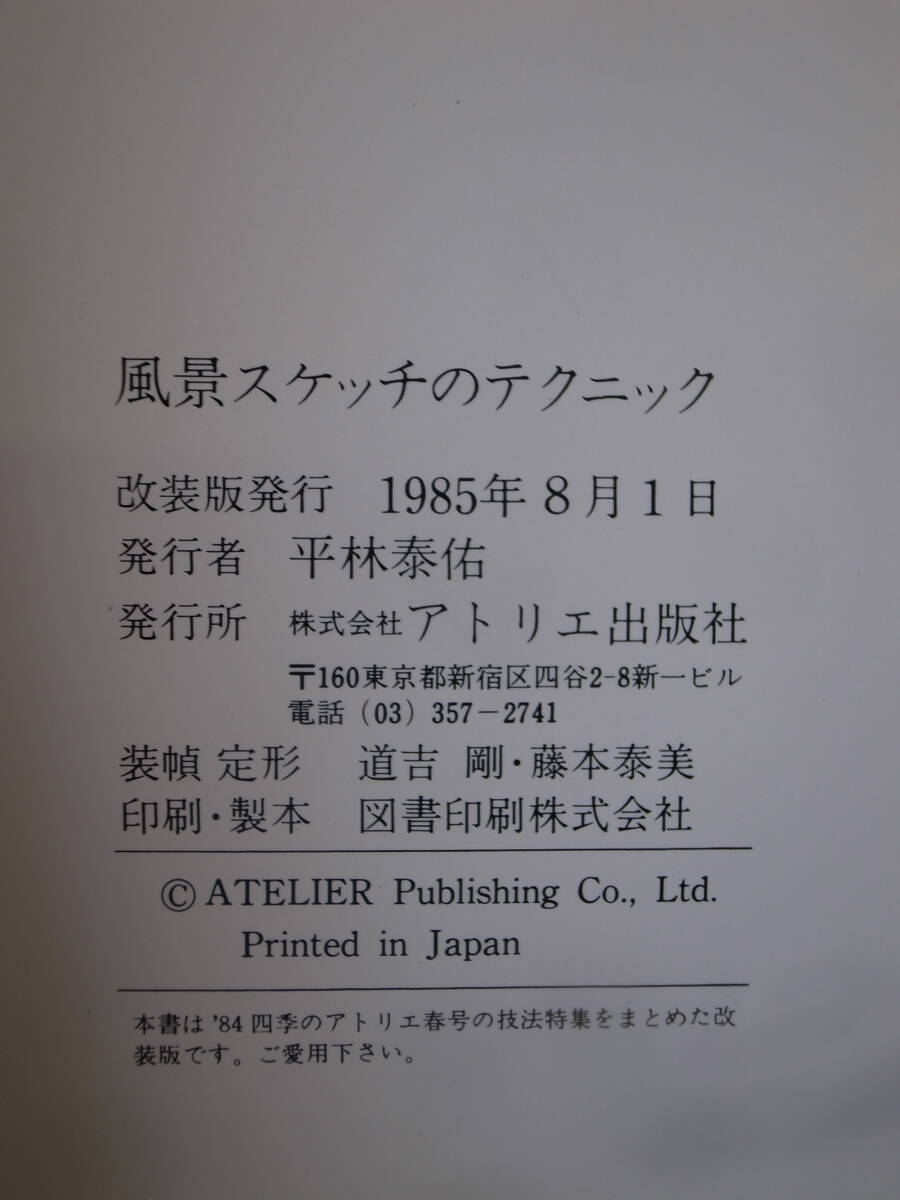 風景スケッチのテクニック
改装版発行 1985年8月1日
発行者 平林泰佑
発行所 株式会社アトリエ出版社
〒160東京都新宿区四谷2-8新一ビル
電話(03)357−2741
装幀 定形 道吉 剛・藤本泰美
印刷・製本 図書印刷株式会社
©ATELIER Publishing Co., Ltd.
Printed in Japan
本書は'84四季のアトリエ春号の技法特集をまとめた改
装版です。ご愛用下さい。